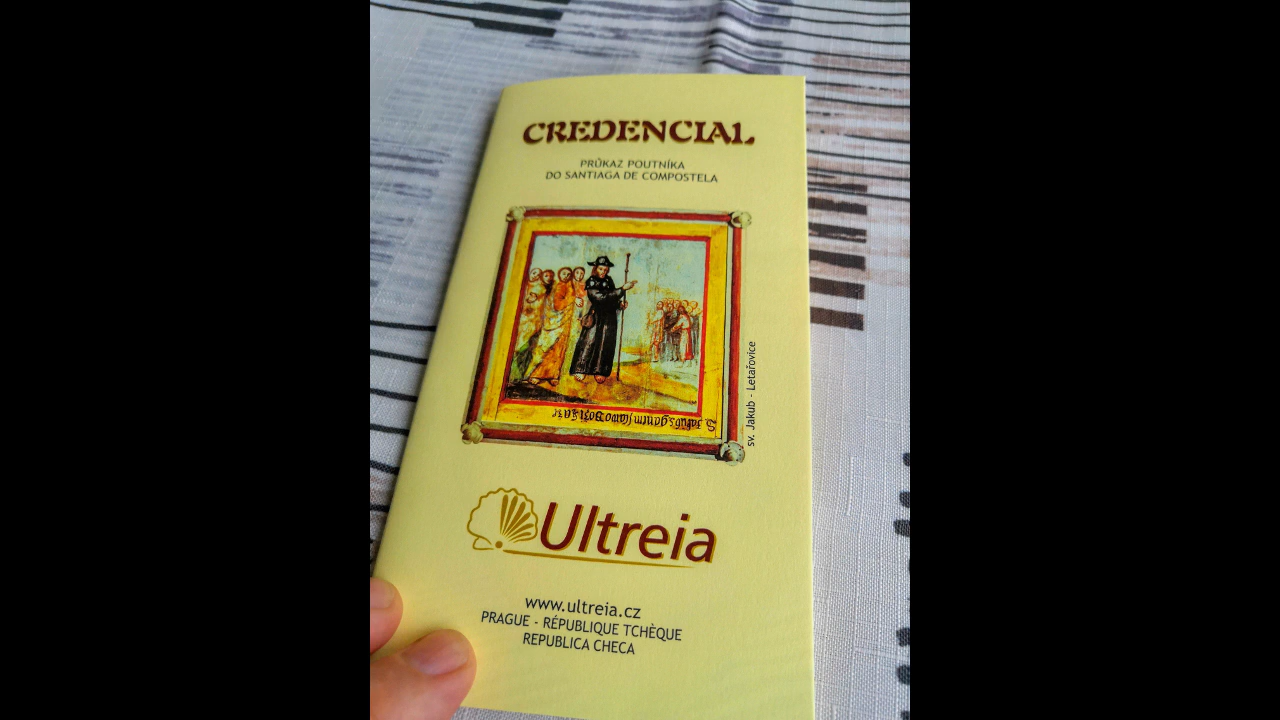 CREDENCIAL
PRŮKAZ POUTNÍKA
DO SANTIAGA DE COMPOSTELA
sv. Jakub - Letařovice
Ultreia
www.ultreia.cz
PRAGUE - RÉPUBLIQUE TCHÈQUE
REPUBLICA CHECA